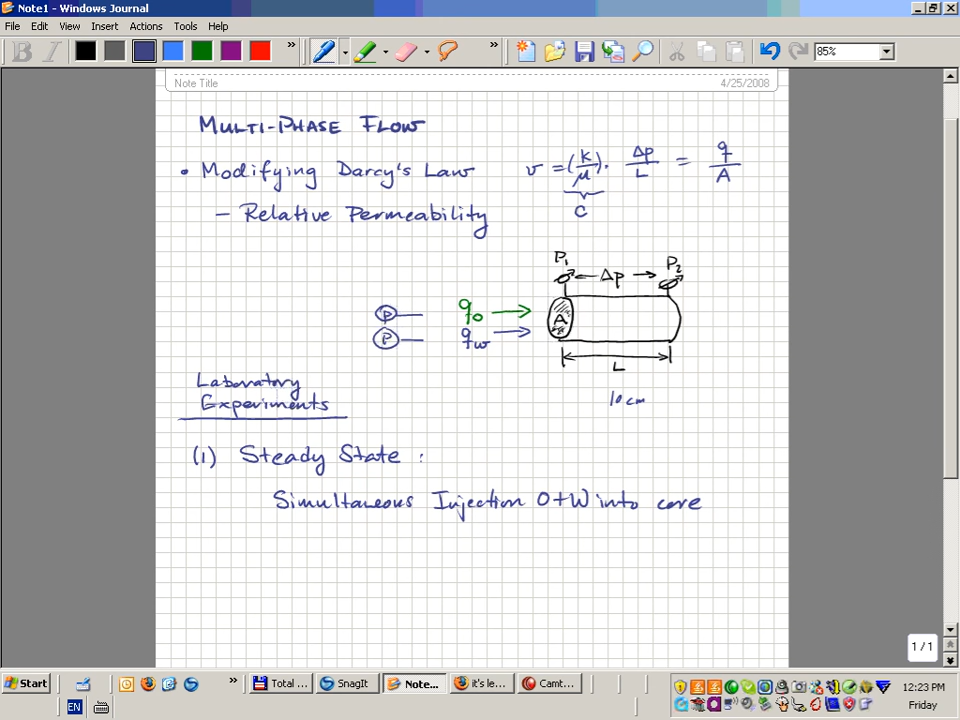 Note1 - Windows Journal
File Edit View Insert Actions Tools Help
B I 85%
Note Title 4/25/2008
MULTI-PHASE FLOW
• Modifying Darcy's Law v = (k/μ) · Δp/L = q/A
C
- Relative Permeability
P1 ← Δp → P2
P qo → A
P qw →
L
10 cm
Laboratory
Experiments
(1) Steady State :
Simultaneous Injection O+W into core
1 / 1
Start Total ... SnagIt Note... it's le... Camt... 12:23 PM
EN Friday